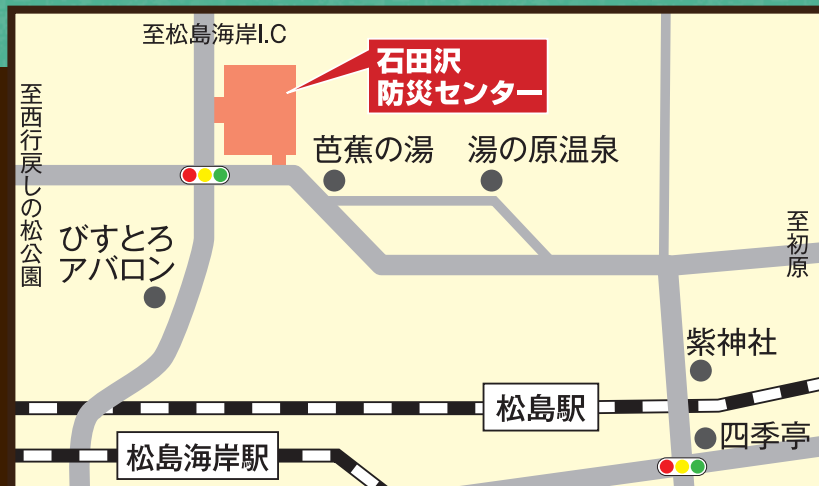 至松島海岸I.C
石田沢
防災センター
至西行戻しの松公園
芭蕉の湯
湯の原温泉
びすとろ
アバロン
至初原
紫神社
松島駅
四季亭
松島海岸駅